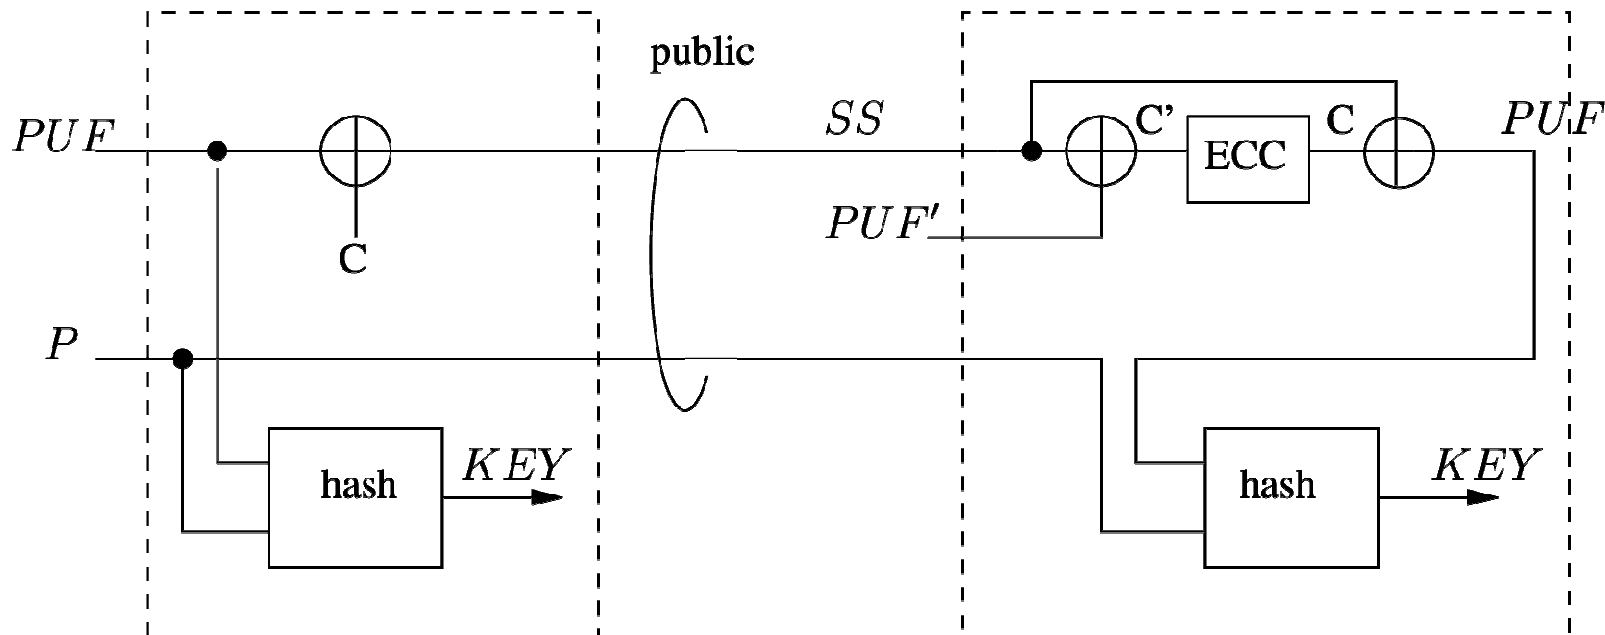 public
PUF
SS
C'
ECC
C
PUF
PUF'
C
P
hash
KEY
hash
KEY